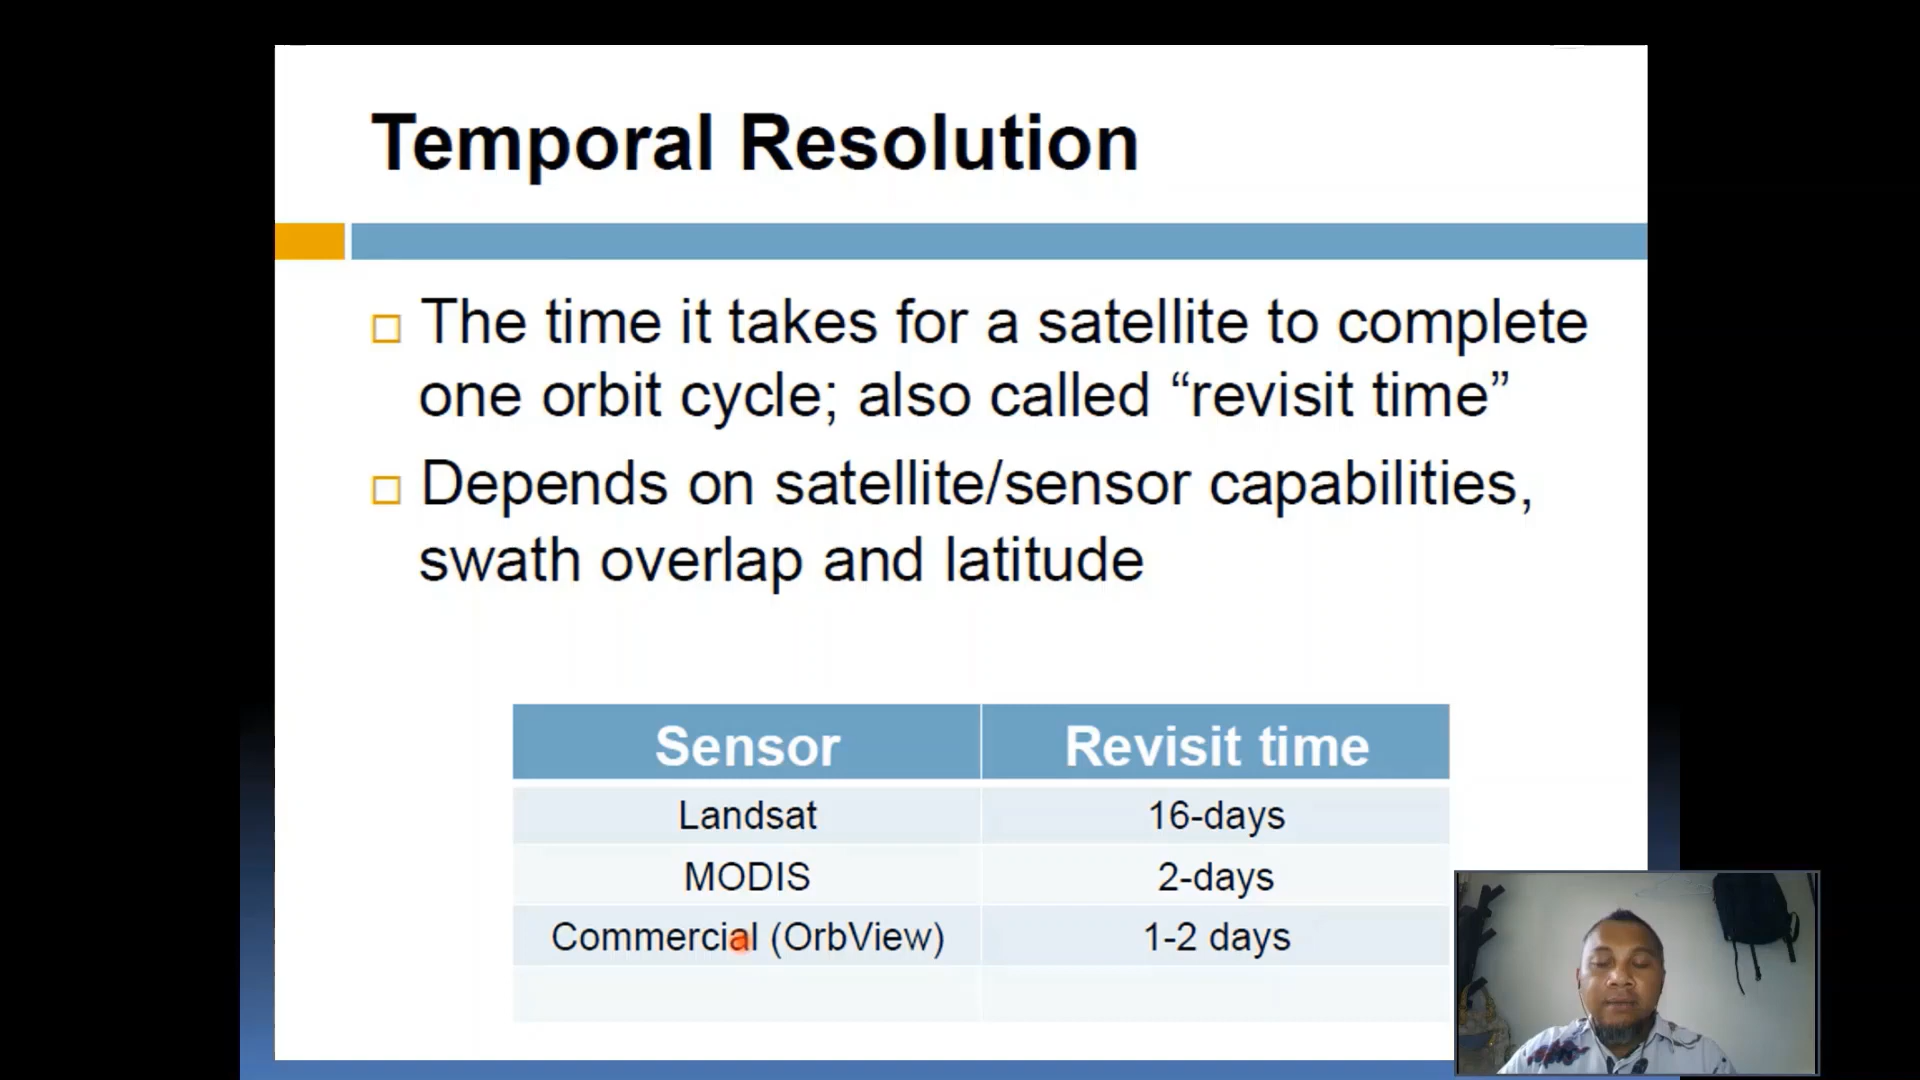 Temporal Resolution
The time it takes for a satellite to complete
one orbit cycle; also called “revisit time”
Depends on satellite/sensor capabilities,
swath overlap and latitude
Sensor Revisit time
Landsat 16-days
MODIS 2-days
Commercial (OrbView) 1-2 days